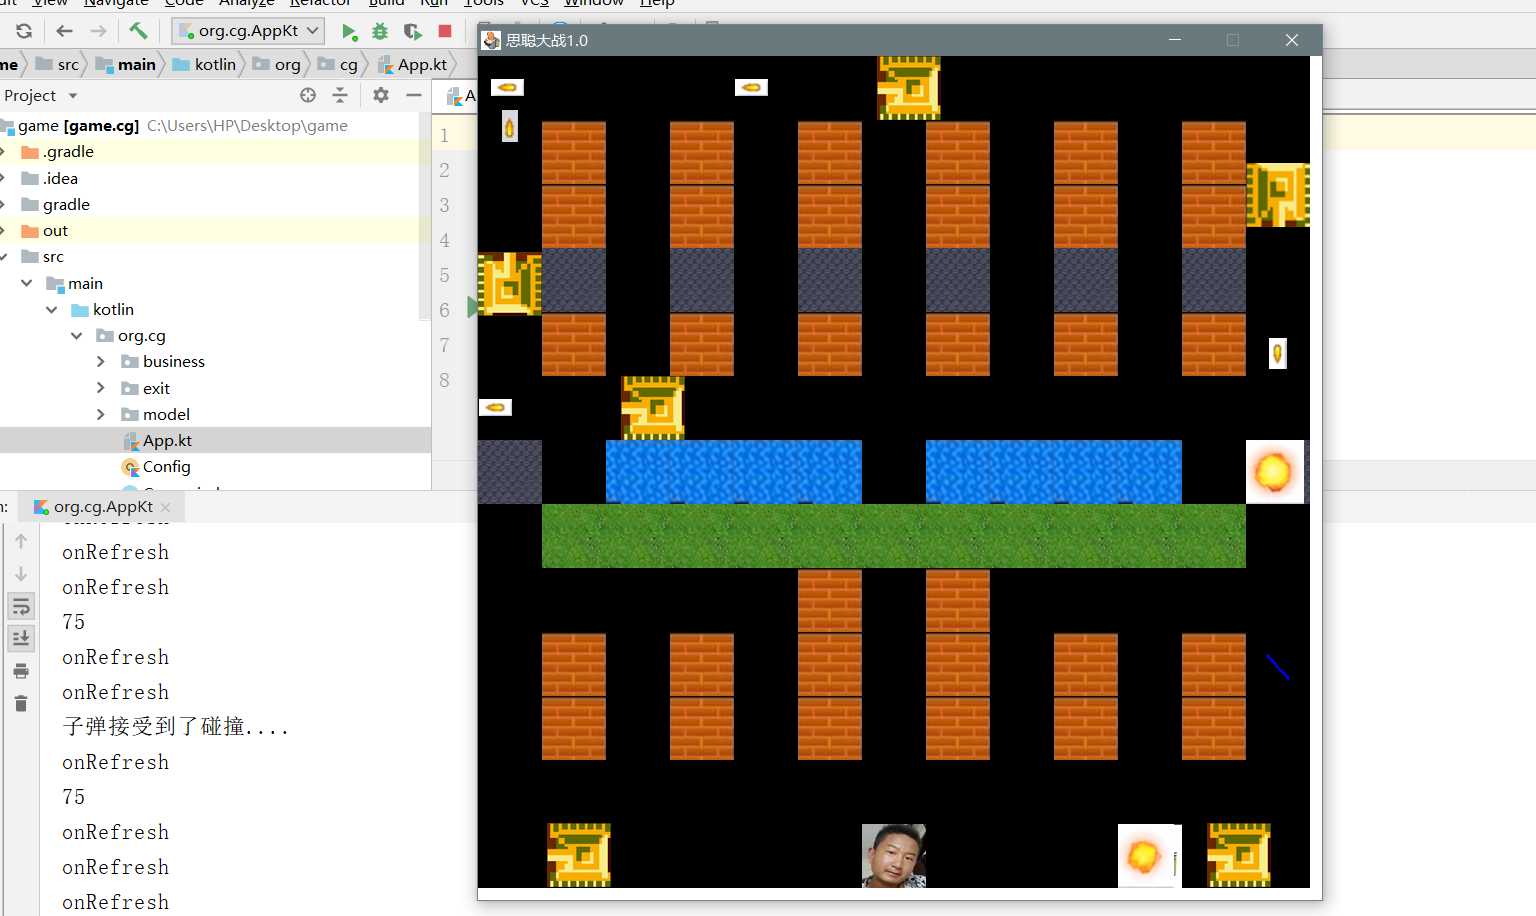 View Navigate Code Analyze Refactor Build Run Tools VCS Window Help
org.cg.AppKt
思聪大战1.0
src main kotlin org cg App.kt
Project
game [game.cg] C:\Users\HP\Desktop\game
.gradle
.idea
gradle
out
src
main
kotlin
org.cg
business
exit
model
App.kt
Config
1
2
3
4
5
6
7
8
org.cg.AppKt
onRefresh
onRefresh
onRefresh
75
onRefresh
onRefresh
子弹接受到了碰撞....
onRefresh
75
onRefresh
onRefresh
onRefresh